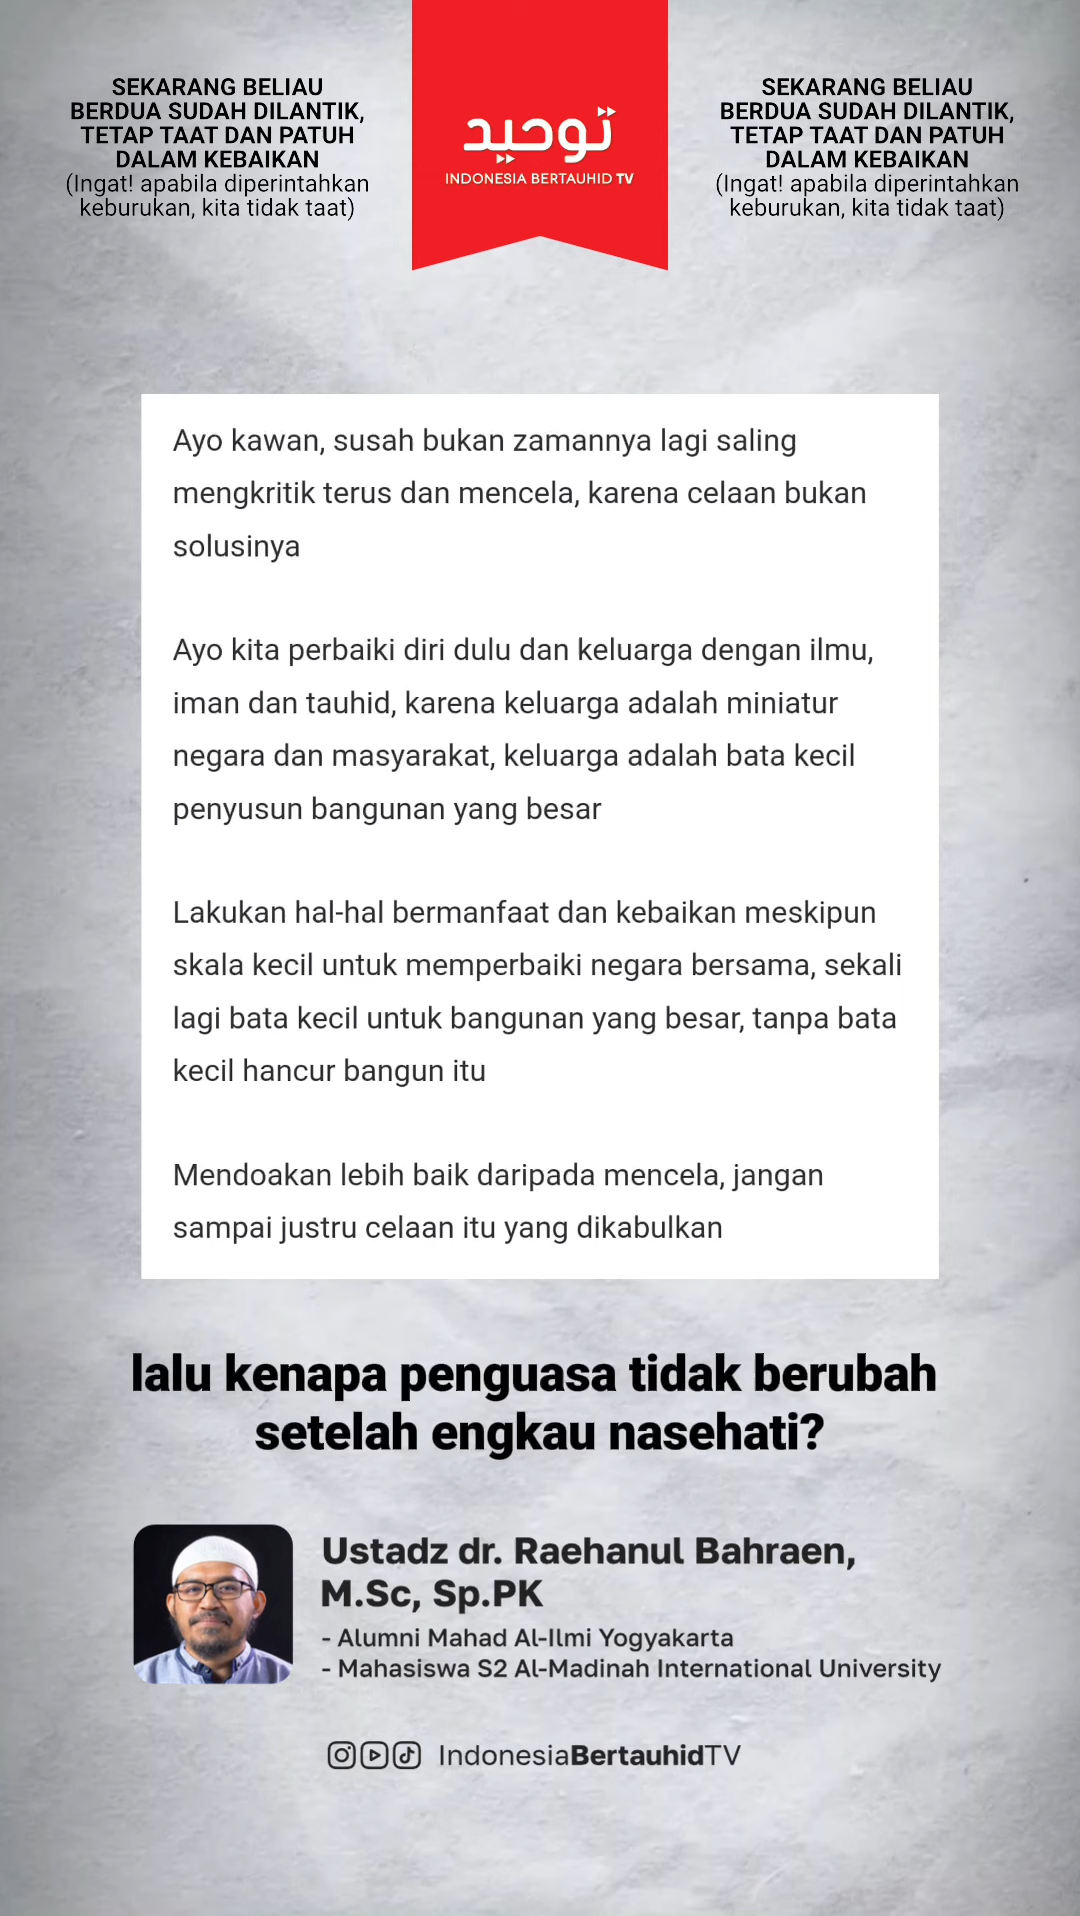 SEKARANG BELIAU
BERDUA SUDAH DILANTIK,
TETAP TAAT DAN PATUH
DALAM KEBAIKAN
(Ingat! apabila diperintahkan
keburukan, kita tidak taat)
توحيد
INDONESIA BERTAUHID TV
SEKARANG BELIAU
BERDUA SUDAH DILANTIK,
TETAP TAAT DAN PATUH
DALAM KEBAIKAN
(Ingat! apabila diperintahkan
keburukan, kita tidak taat)
Ayo kawan, susah bukan zamannya lagi saling
mengkritik terus dan mencela, karena celaan bukan
solusinya
Ayo kita perbaiki diri dulu dan keluarga dengan ilmu,
iman dan tauhid, karena keluarga adalah miniatur
negara dan masyarakat, keluarga adalah bata kecil
penyusun bangunan yang besar
Lakukan hal-hal bermanfaat dan kebaikan meskipun
skala kecil untuk memperbaiki negara bersama, sekali
lagi bata kecil untuk bangunan yang besar, tanpa bata
kecil hancur bangun itu
Mendoakan lebih baik daripada mencela, jangan
sampai justru celaan itu yang dikabulkan
lalu kenapa penguasa tidak berubah
setelah engkau nasehati?
Ustadz dr. Raehanul Bahraen,
M.Sc, Sp.PK
- Alumni Mahad Al-Ilmi Yogyakarta
- Mahasiswa S2 Al-Madinah International University
IndonesiaBertauhidTV